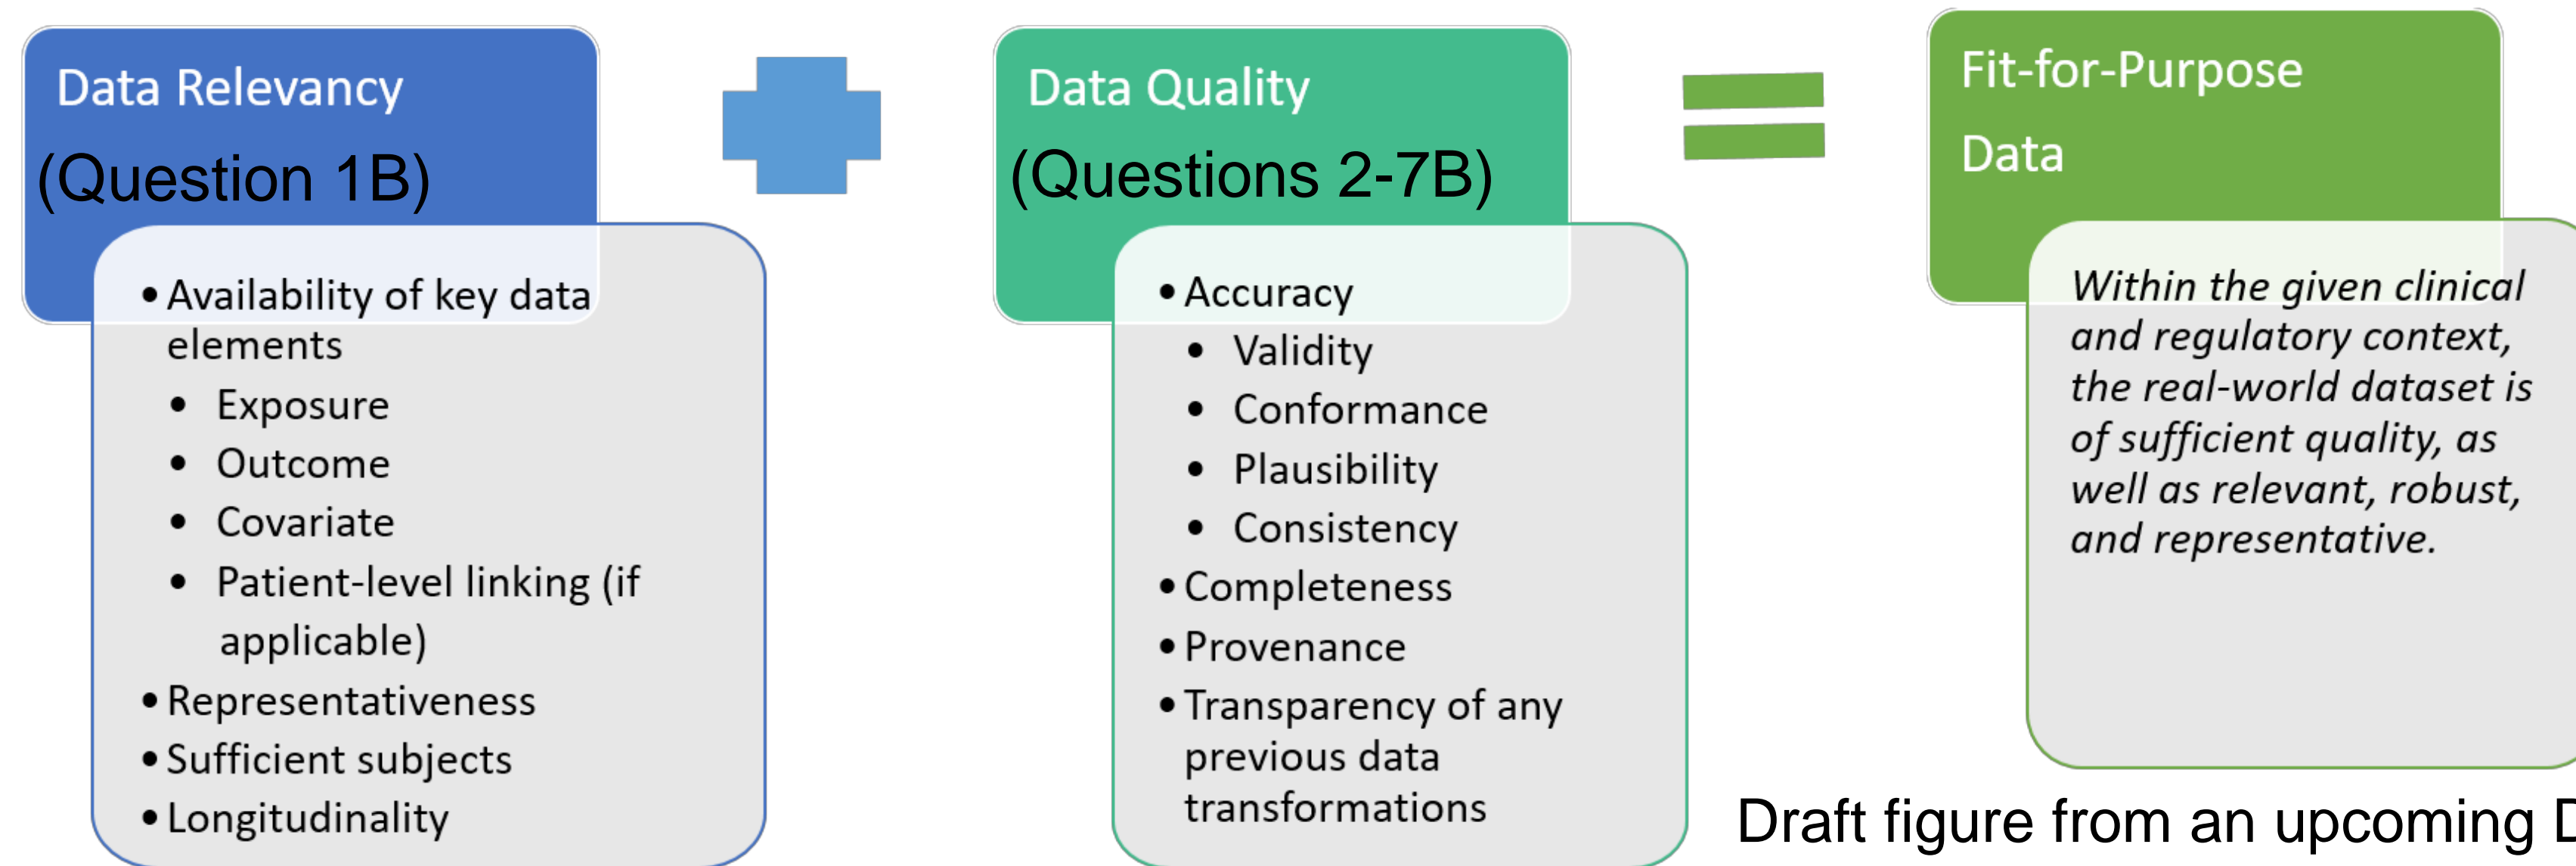 Data Relevancy
(Question 1B)
• Availability of key data
elements
• Exposure
• Outcome
• Covariate
• Patient-level linking (if
applicable)
• Representativeness
• Sufficient subjects
• Longitudinality
Data Quality
(Questions 2-7B)
• Accuracy
• Validity
• Conformance
• Plausibility
• Consistency
• Completeness
• Provenance
• Transparency of any
previous data
transformations
Fit-for-Purpose
Data
Within the given clinical
and regulatory context,
the real-world dataset is
of sufficient quality, as
well as relevant, robust,
and representative.
Draft figure from an upcoming